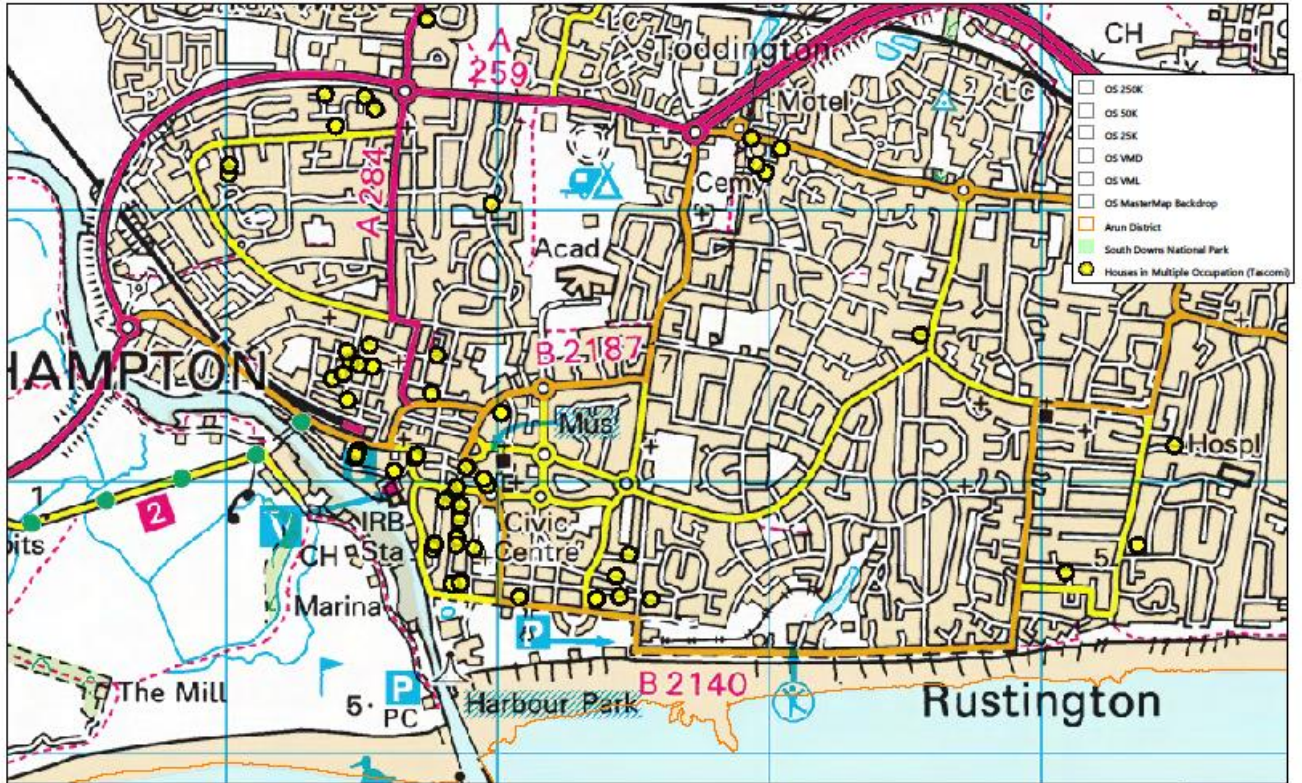 LC
CH
A
259
Toddington
Motel
LC
A 284
Cemy
Acad
B 2187
7
HAMPTON
Mus
Hospl
1
2
pits
V
IRB
Sta
Civic
Centre
CH
5
Marina
P
The Mill
P
5·
PC
Harbour Park
B 2140
Rustington
OS 250K
OS 50K
OS 25K
OS VMD
OS VML
OS MasterMap Backdrop
Arun District
South Downs National Park
Houses in Multiple Occupation (Tascomi)